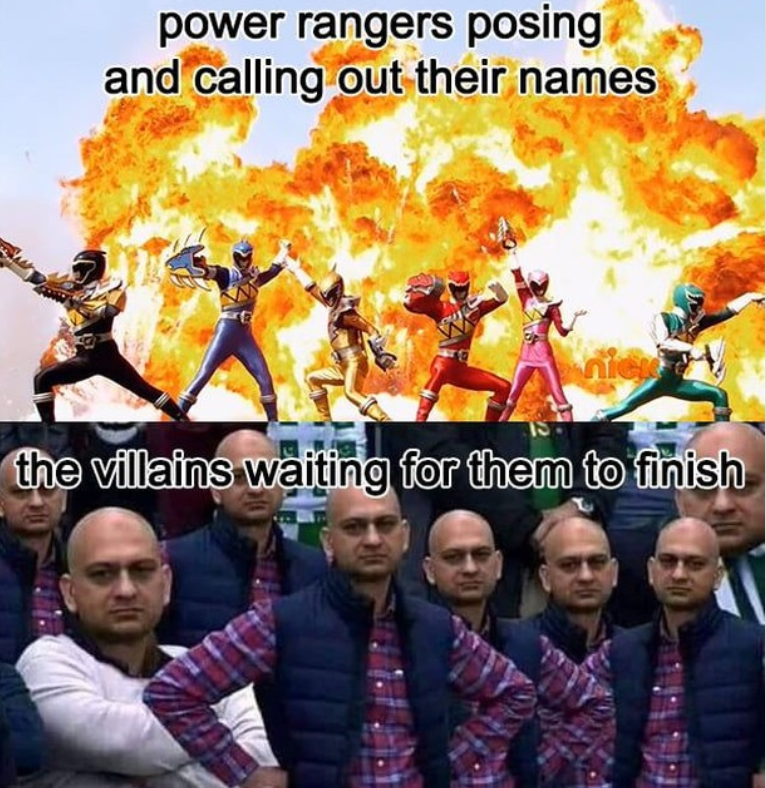 power rangers posing
and calling out their names
nick
the villains waiting for them to finish